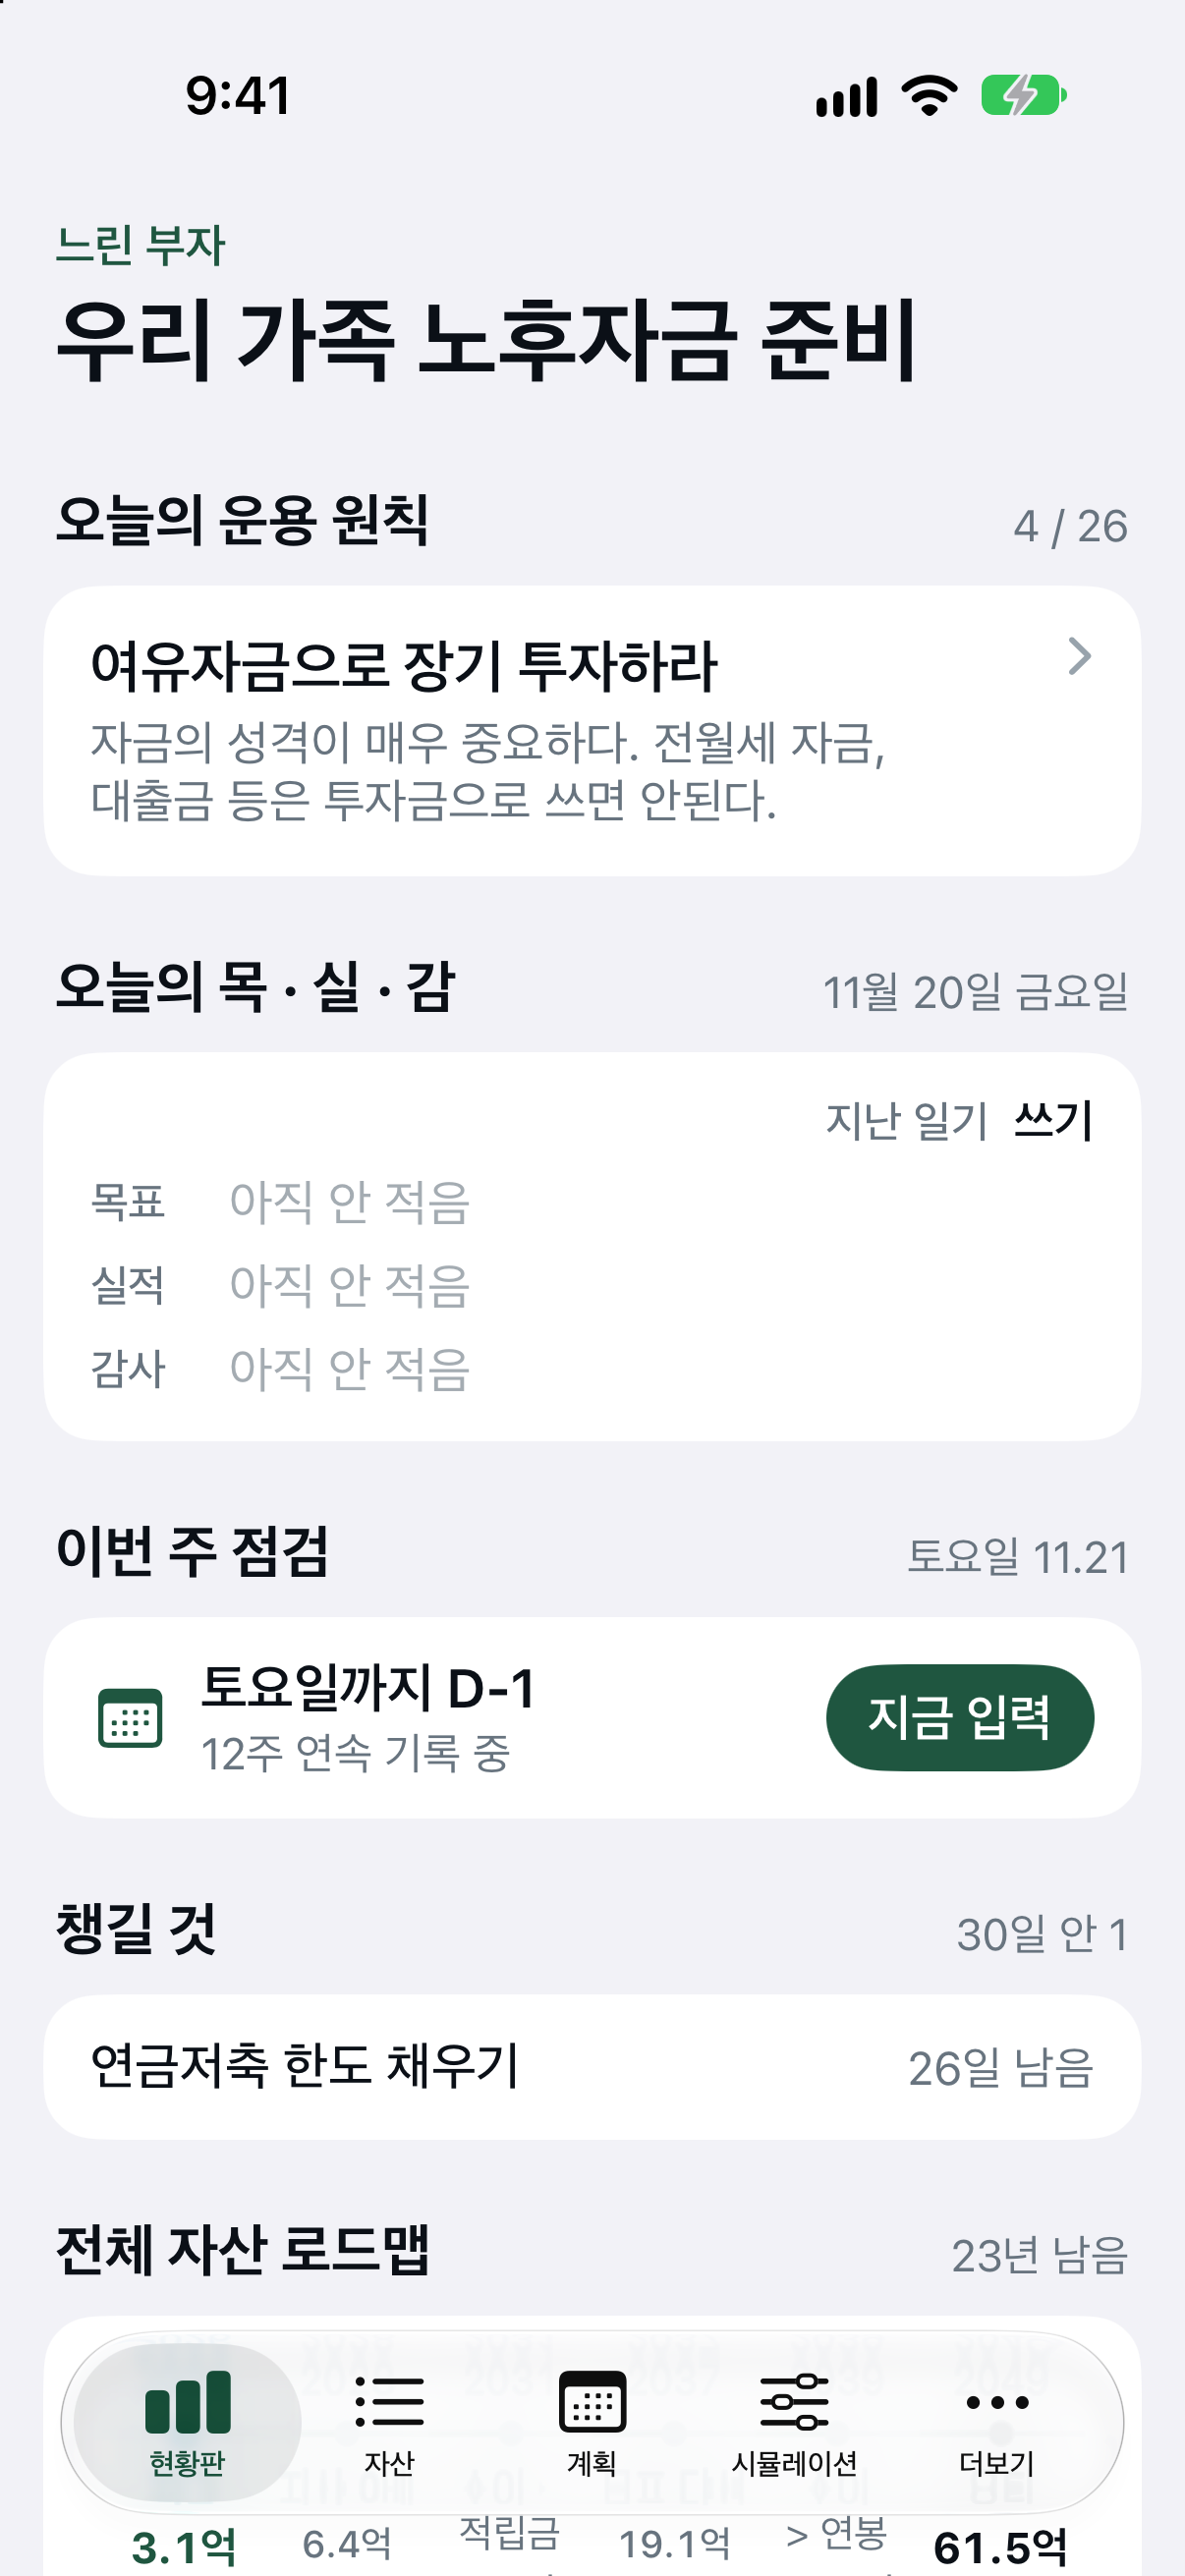 9:41
느린 부자
우리 가족 노후자금 준비
오늘의 운용 원칙
4 / 26
여유자금으로 장기 투자하라
자금의 성격이 매우 중요하다. 전월세 자금,
대출금 등은 투자금으로 쓰면 안된다.
오늘의 목 · 실 · 감
11월 20일 금요일
지난 일기 쓰기
목표 아직 안 적음
실적 아직 안 적음
감사 아직 안 적음
이번 주 점검
토요일 11.21
토요일까지 D-1
12주 연속 기록 중
지금 입력
챙길 것
30일 안 1
연금저축 한도 채우기
26일 남음
전체 자산 로드맵
23년 남음
현황판
자산
계획
시뮬레이션
더보기
3.1억
6.4억
적립금
19.1억
> 연봉
61.5억